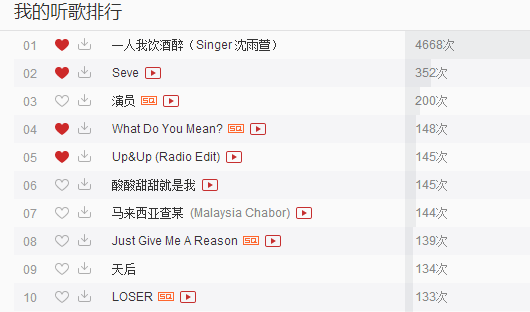 我的听歌排行
01 一人我饮酒醉（Singer 沈雨萱） 4668次
02 Seve 352次
03 演员 SQ 200次
04 What Do You Mean? SQ 148次
05 Up&Up (Radio Edit) 145次
06 酸酸甜甜就是我 145次
07 马来西亚查某 (Malaysia Chabor) 144次
08 Just Give Me A Reason SQ 139次
09 天后 134次
10 LOSER SQ 133次